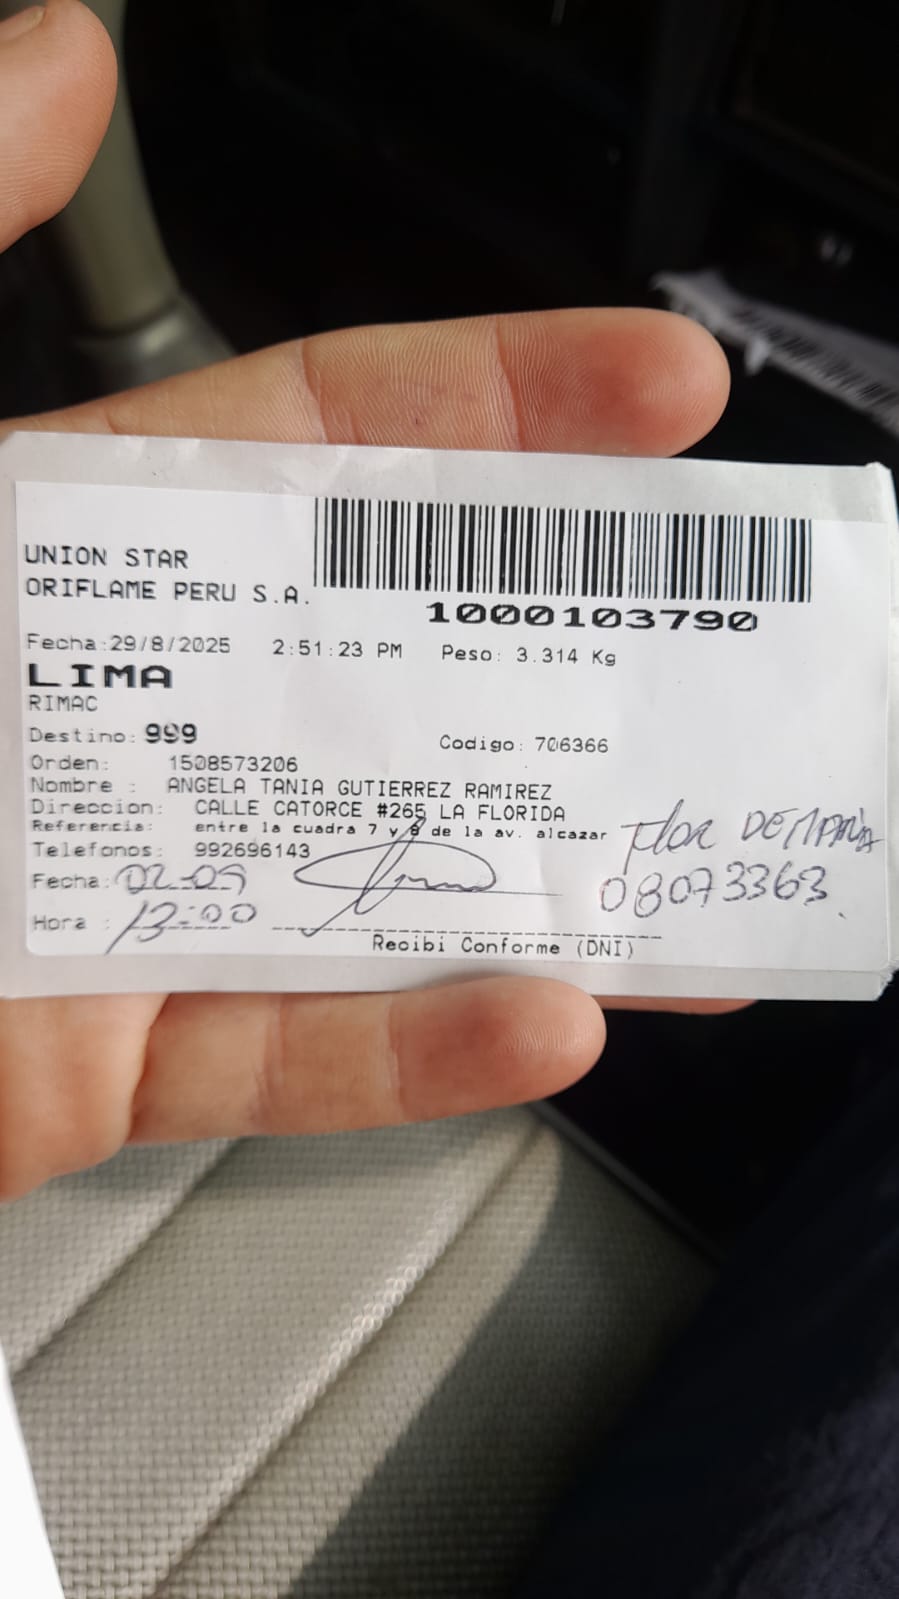 UNION STAR
ORIFLAME PERU S.A.
1000103790
Fecha:29/8/2025 2:51:23 PM Peso: 3.314 Kg
LIMA
RIMAC
Destino: 999 Codigo: 706366
Orden: 1508573206
Nombre : ANGELA TANIA GUTIERREZ RAMIREZ
Direccion: CALLE CATORCE #265 LA FLORIDA
Referencia: entre la cuadra 7 y 8 de la av. alcazar
FLOR DE MARIA
Telefonos: 992696143
08073363
Fecha: 02-09
Hora : 13:00
Recibi Conforme (DNI)